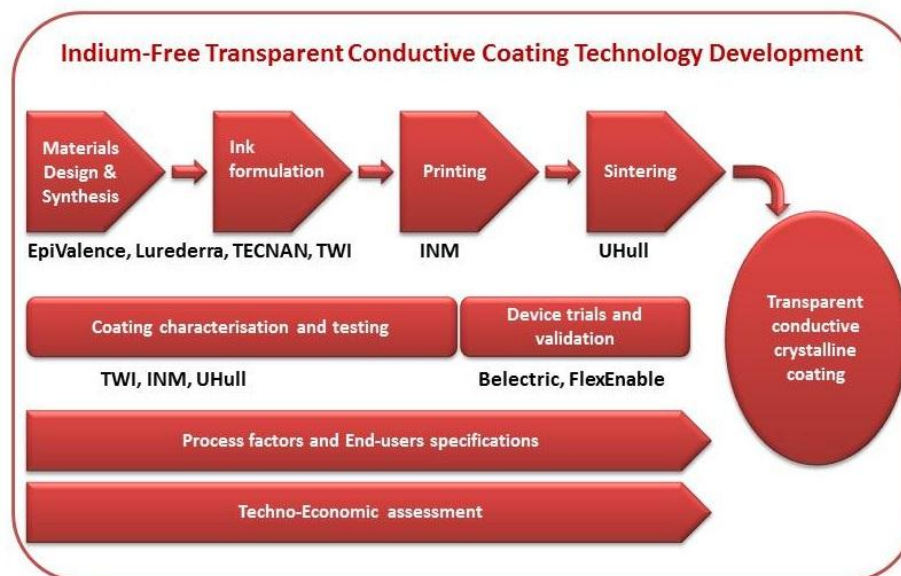 Indium-Free Transparent Conductive Coating Technology Development
Materials
Design &
Synthesis
Ink
formulation
Printing
Sintering
EpiValence, Lurederra, TECNAN, TWI
INM
UHull
Transparent
conductive
crystalline
coating
Coating characterisation and testing
Device trials and
validation
TWI, INM, UHull
Belectric, FlexEnable
Process factors and End-users specifications
Techno-Economic assessment